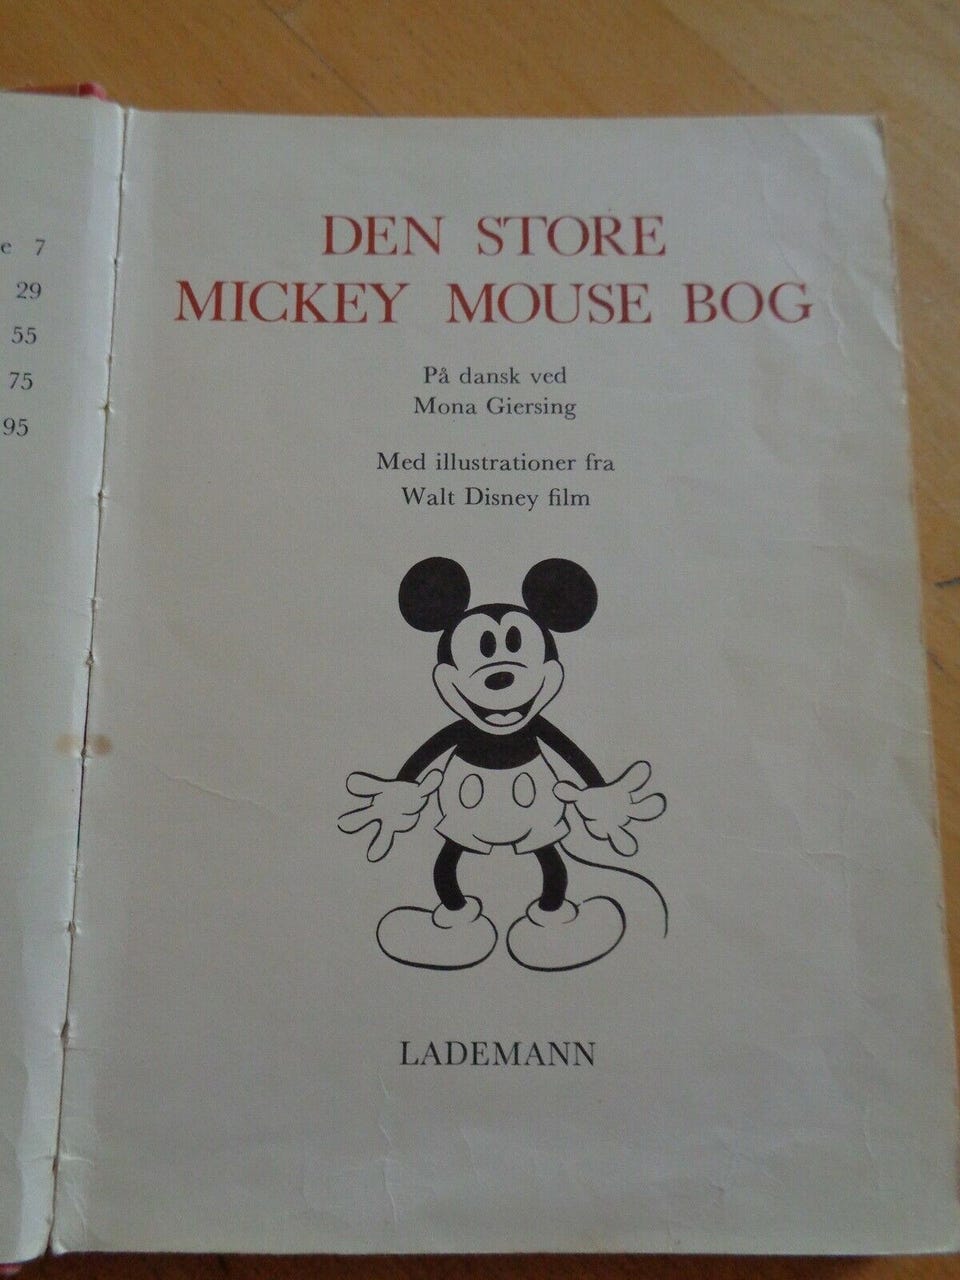 e 7
29
55
75
95
DEN STORE
MICKEY MOUSE BOG
På dansk ved
Mona Giersing
Med illustrationer fra
Walt Disney film
LADEMANN